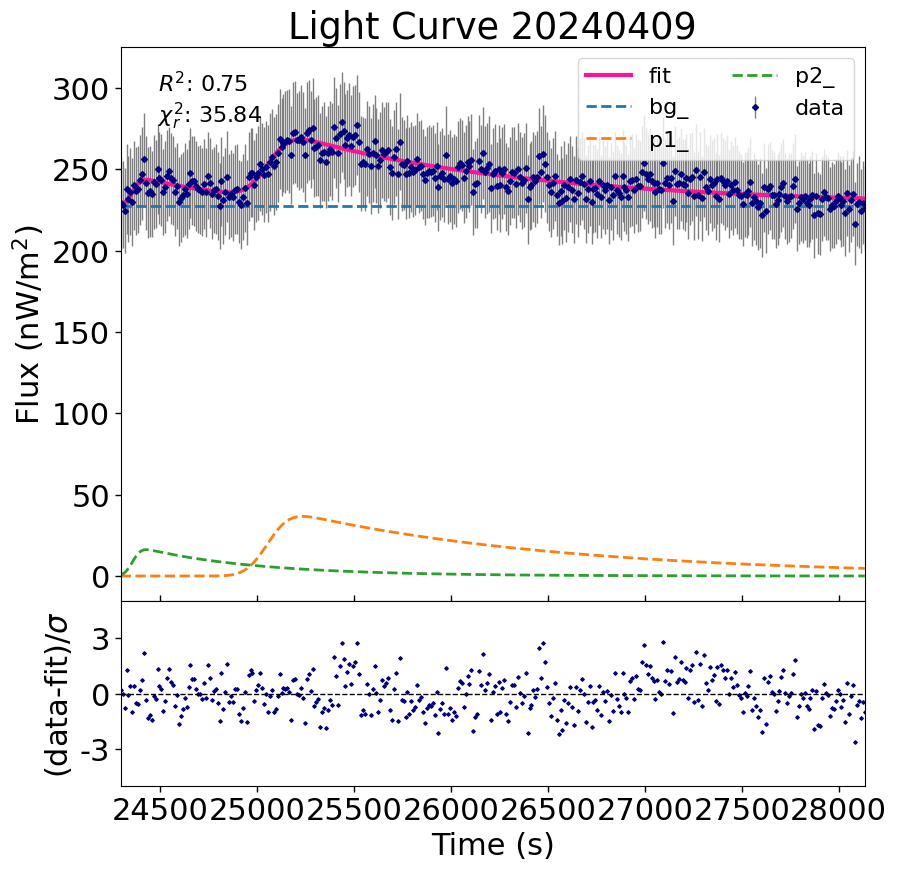 Light Curve 20240409
R²: 0.75
χ²ᵣ: 35.84
fit
bg_
p1_
p2_
data
Flux (nW/m²)
300
250
200
150
100
50
0
(data-fit)/σ
3
0
-3
24500 25000 25500 26000 26500 27000 27500 28000
Time (s)